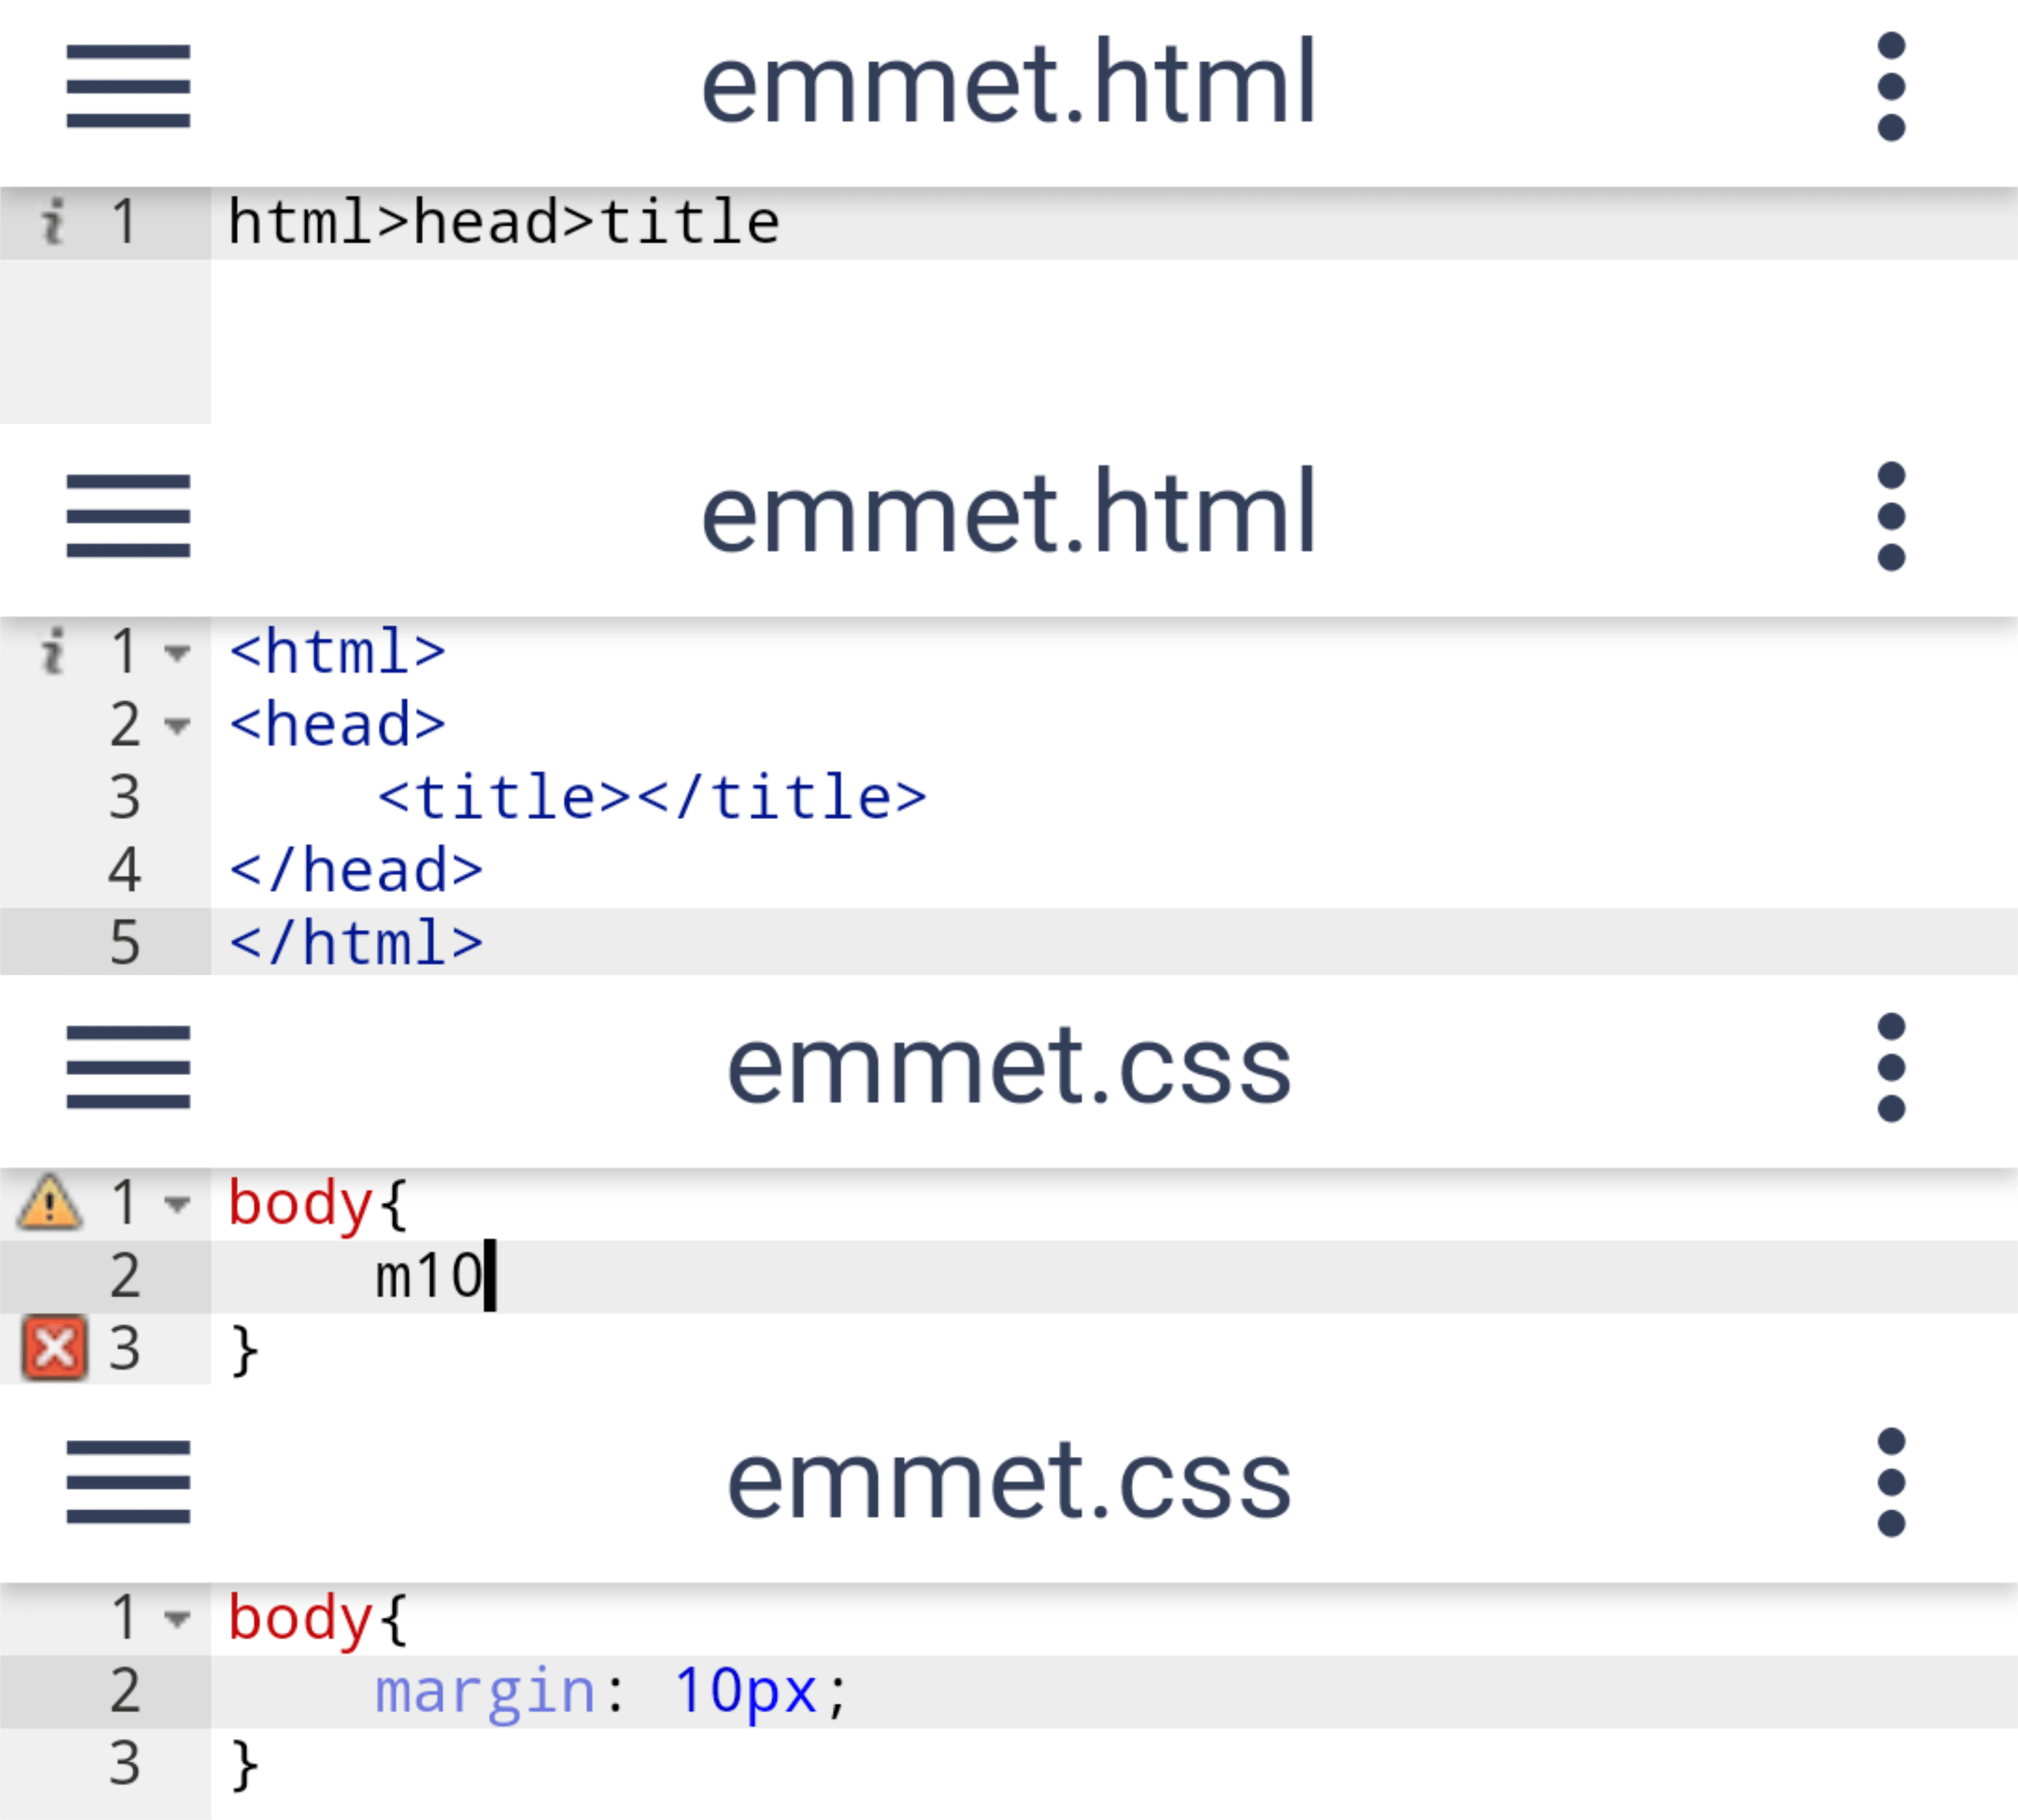 emmet.html
1 html>head>title
emmet.html
1 <html>
2 <head>
3     <title></title>
4 </head>
5 </html>
emmet.css
1 body{
2     m10
3 }
emmet.css
1 body{
2     margin: 10px;
3 }